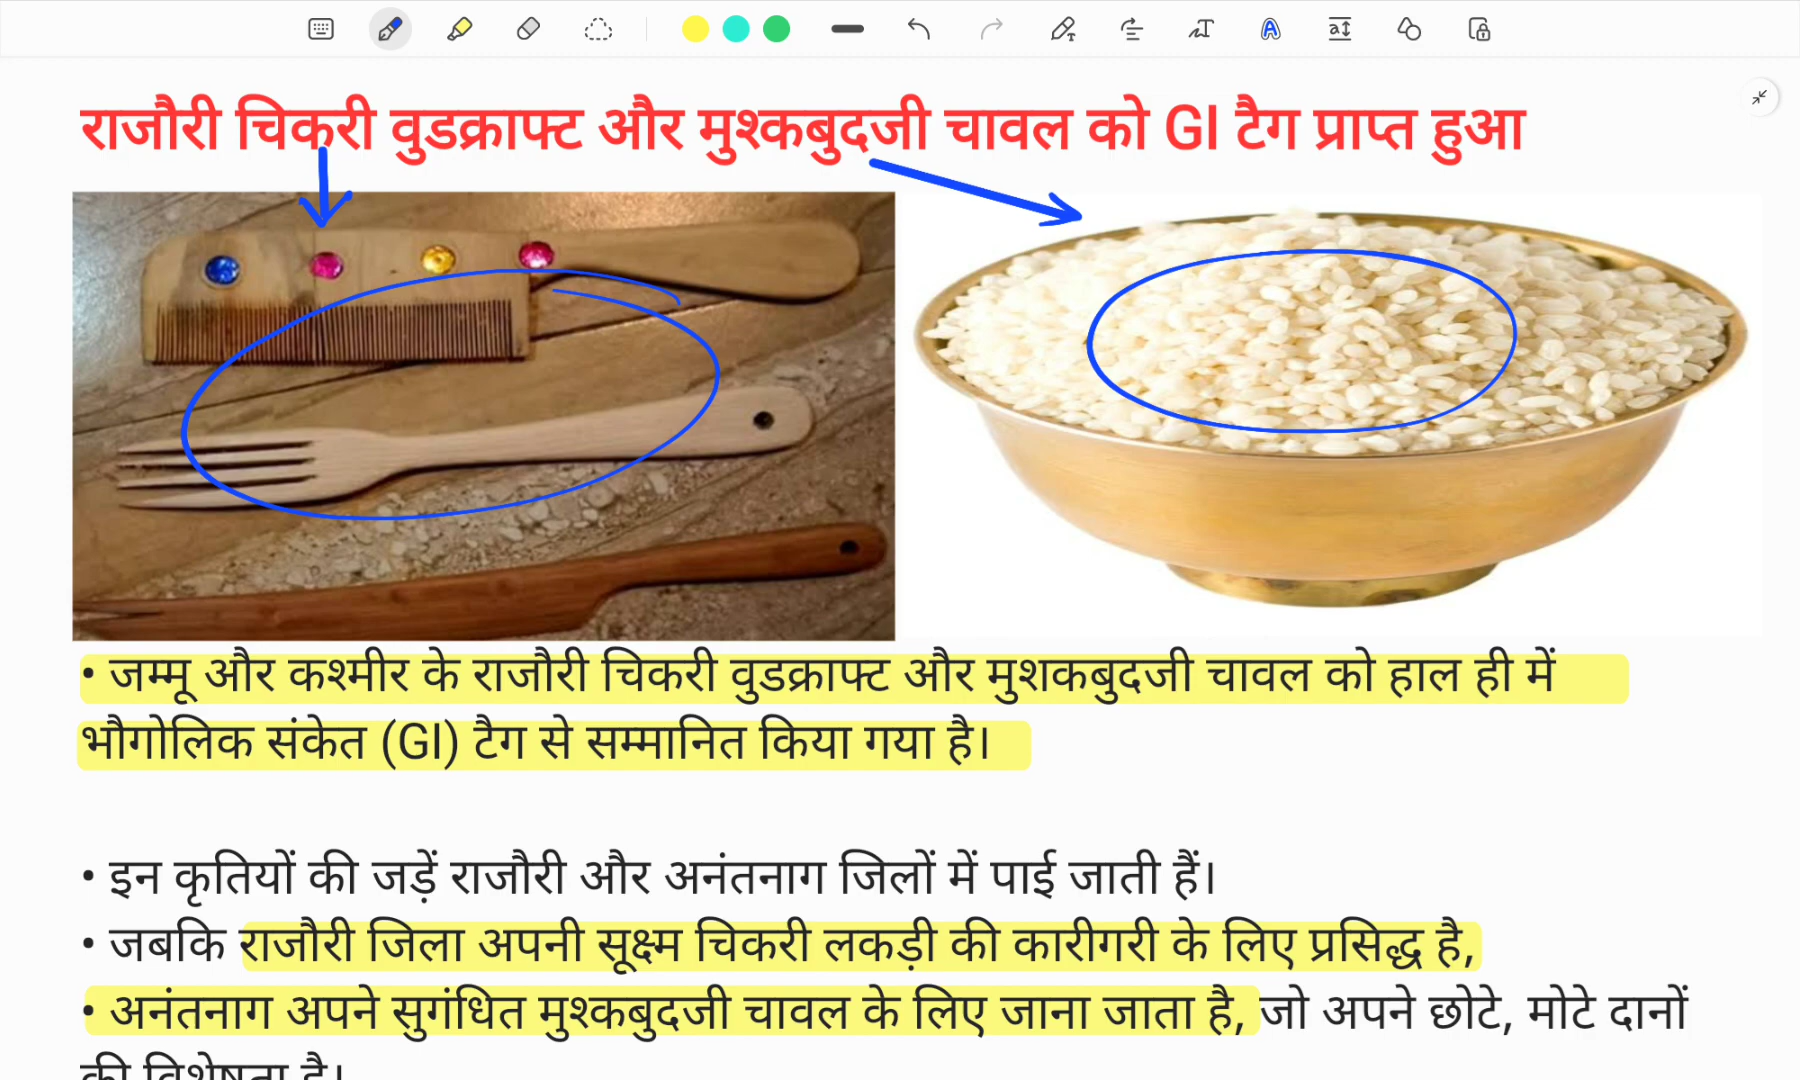 राजौरी चिकरी वुडक्राफ्ट और मुश्कबुदजी चावल को GI टैग प्राप्त हुआ
• जम्मू और कश्मीर के राजौरी चिकरी वुडक्राफ्ट और मुशकबुदजी चावल को हाल ही में
भौगोलिक संकेत (GI) टैग से सम्मानित किया गया है।
• इन कृतियों की जड़ें राजौरी और अनंतनाग जिलों में पाई जाती हैं।
• जबकि राजौरी जिला अपनी सूक्ष्म चिकरी लकड़ी की कारीगरी के लिए प्रसिद्ध है,
• अनंतनाग अपने सुगंधित मुश्कबुदजी चावल के लिए जाना जाता है, जो अपने छोटे, मोटे दानों
की विशेषता है।